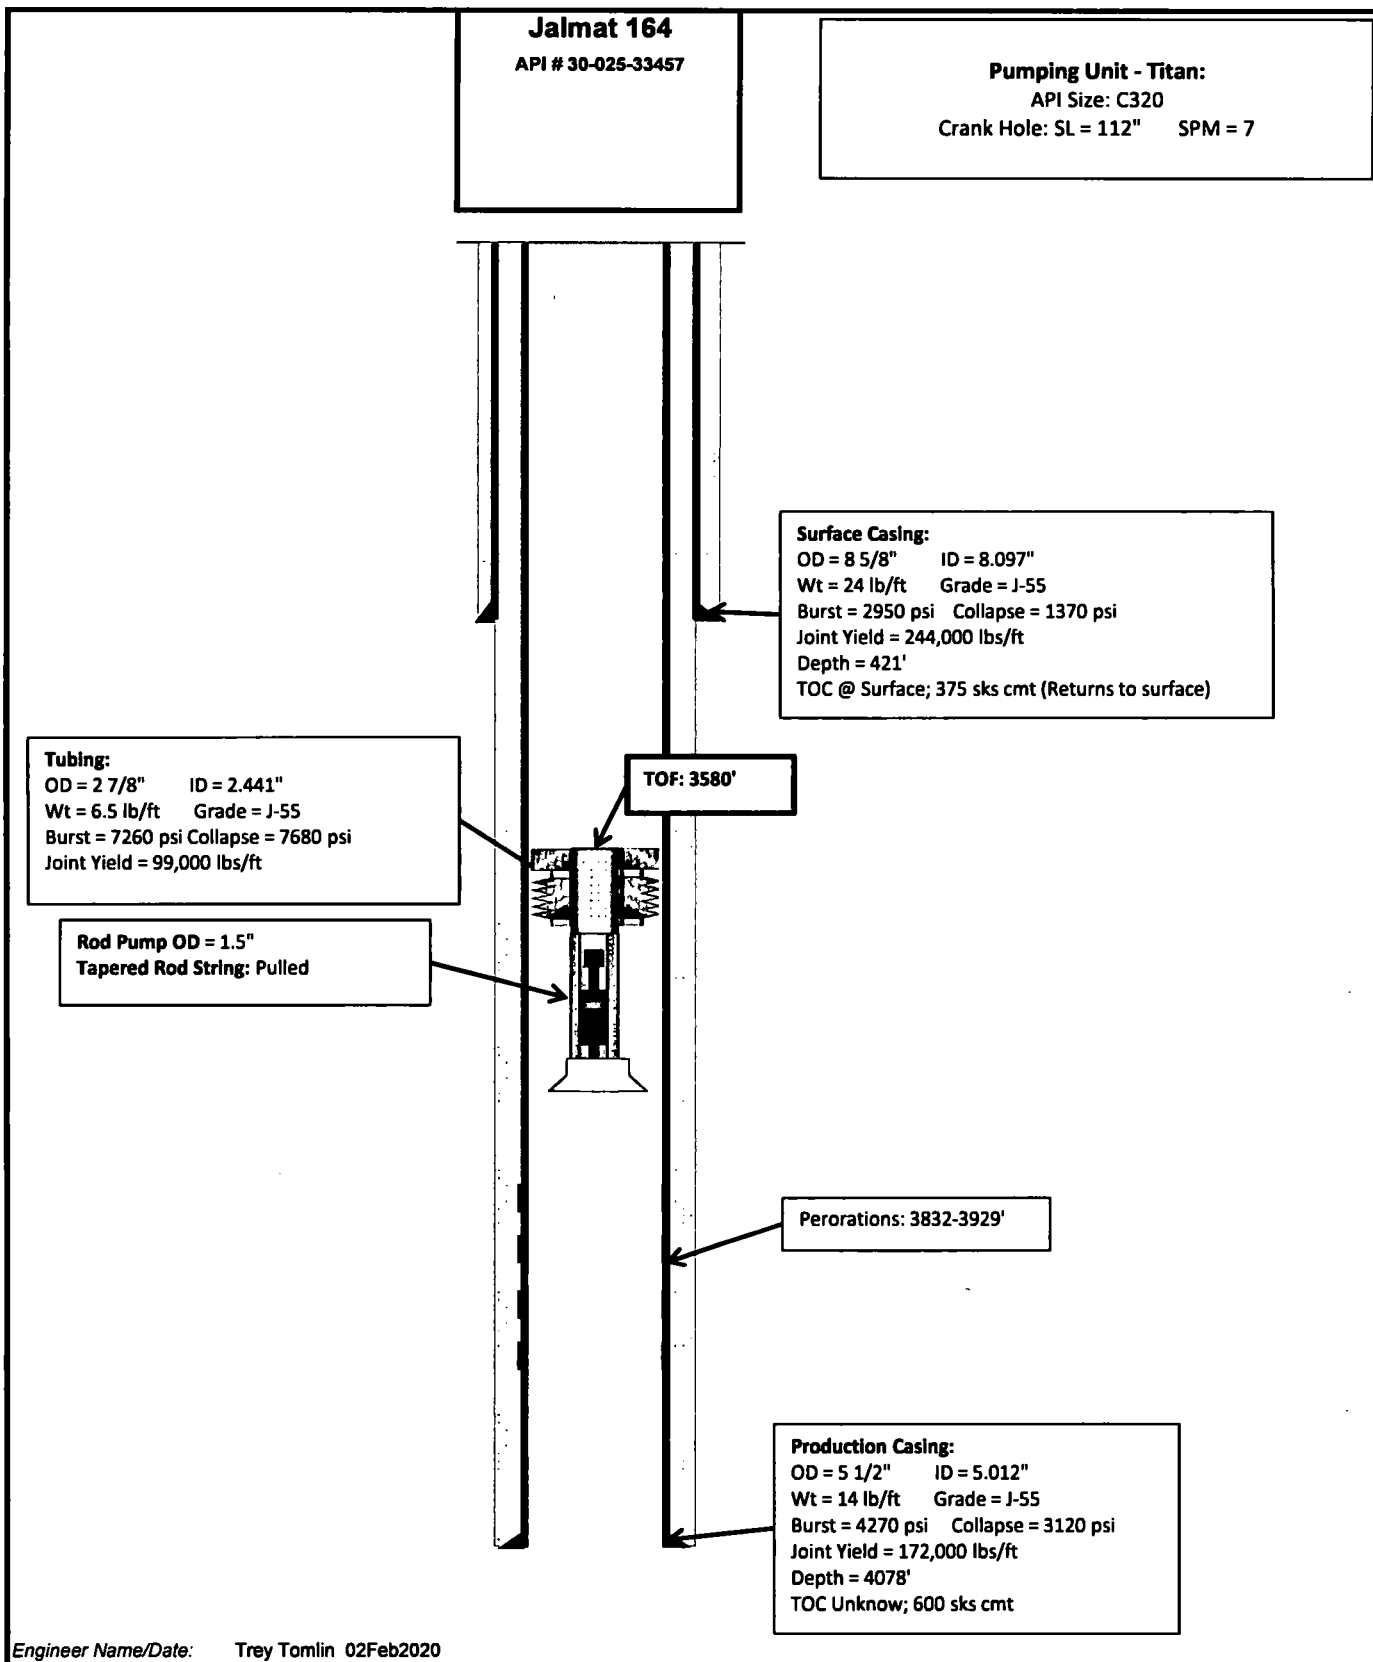 Jalmat 164
API # 30-025-33457
Pumping Unit - Titan:
API Size: C320
Crank Hole: SL = 112"    SPM = 7
Surface Casing:
OD = 8 5/8"    ID = 8.097"
Wt = 24 lb/ft    Grade = J-55
Burst = 2950 psi    Collapse = 1370 psi
Joint Yield = 244,000 lbs/ft
Depth = 421'
TOC @ Surface; 375 sks cmt (Returns to surface)
Tubing:
OD = 2 7/8"    ID = 2.441"
Wt = 6.5 lb/ft    Grade = J-55
Burst = 7260 psi Collapse = 7680 psi
Joint Yield = 99,000 lbs/ft
TOF: 3580'
Rod Pump OD = 1.5"
Tapered Rod String: Pulled
Perorations: 3832-3929'
Production Casing:
OD = 5 1/2"    ID = 5.012"
Wt = 14 lb/ft    Grade = J-55
Burst = 4270 psi    Collapse = 3120 psi
Joint Yield = 172,000 lbs/ft
Depth = 4078'
TOC Unknow; 600 sks cmt
Engineer Name/Date:    Trey Tomlin 02Feb2020